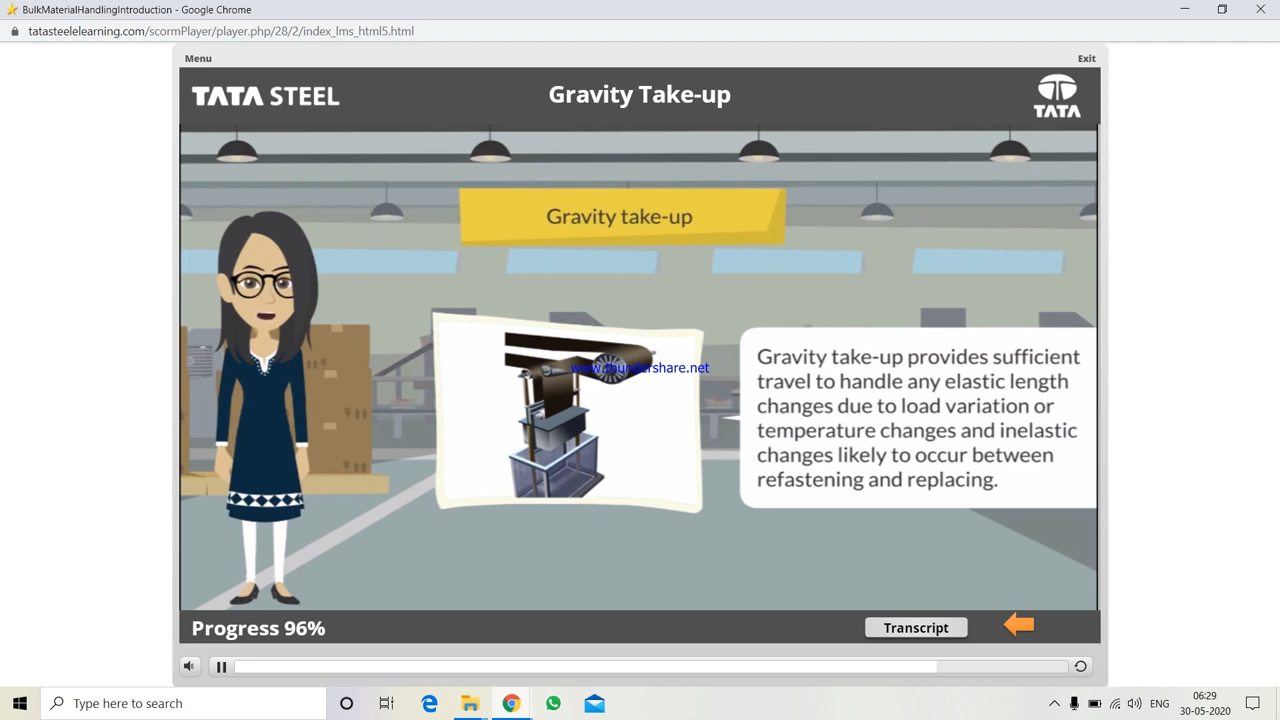 BulkMaterialHandlingIntroduction - Google Chrome
tatasteelelearning.com/scormPlayer/player.php/28/2/index_lms_html5.html
Menu
Exit
TATA STEEL
Gravity Take-up
TATA
Gravity take-up
www.thundershare.net
Gravity take-up provides sufficient
travel to handle any elastic length
changes due to load variation or
temperature changes and inelastic
changes likely to occur between
refastening and replacing.
Progress 96%
Transcript
Type here to search
ENG
06:29
30-05-2020